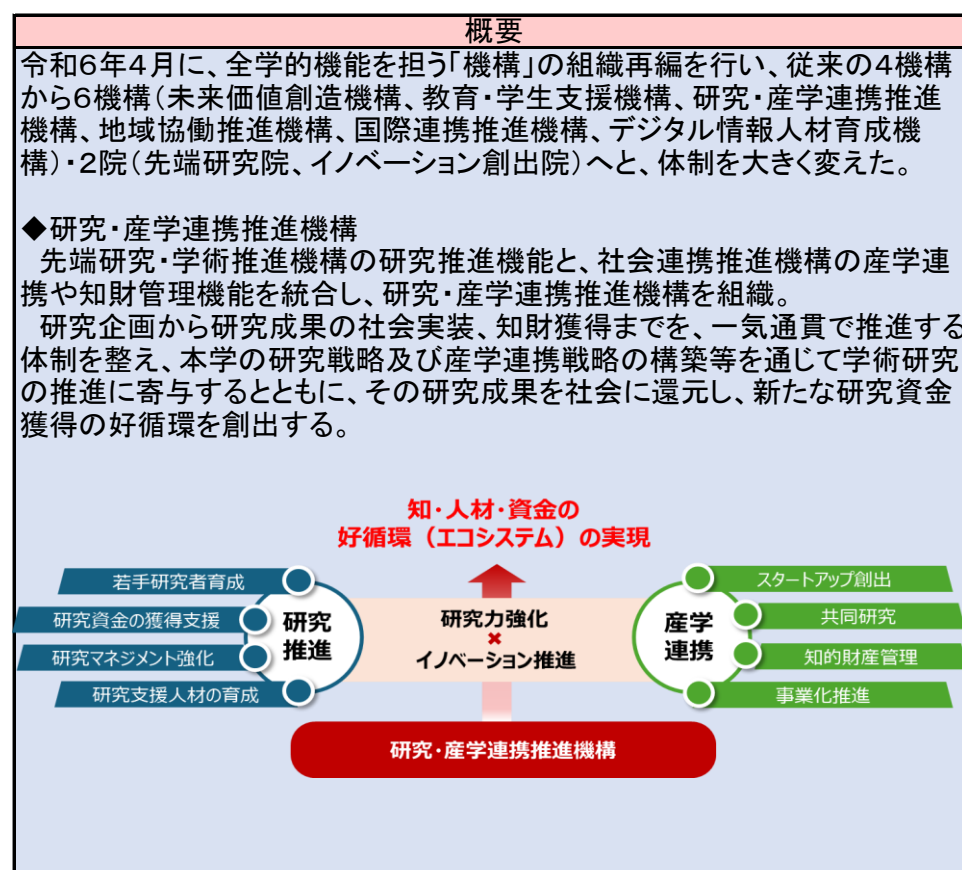 概要
令和6年4月に、全学的機能を担う「機構」の組織再編を行い、従来の4機構
から6機構(未来価値創造機構、教育・学生支援機構、研究・産学連携推進
機構、地域協働推進機構、国際連携推進機構、デジタル情報人材育成機
構)・2院(先端研究院、イノベーション創出院)へと、体制を大きく変えた。
◆研究・産学連携推進機構
先端研究・学術推進機構の研究推進機能と、社会連携推進機構の産学連
携や知財管理機能を統合し、研究・産学連携推進機構を組織。
研究企画から研究成果の社会実装、知財獲得までを、一気通貫で推進する
体制を整え、本学の研究戦略及び産学連携戦略の構築等を通じて学術研究
の推進に寄与するとともに、その研究成果を社会に還元し、新たな研究資金
獲得の好循環を創出する。
知・人材・資金の
好循環(エコシステム)の実現
若手研究者育成
研究資金の獲得支援
研究マネジメント強化
研究支援人材の育成
研究
推進
研究力強化
×
イノベーション推進
産学
連携
スタートアップ創出
共同研究
知的財産管理
事業化推進
研究・産学連携推進機構